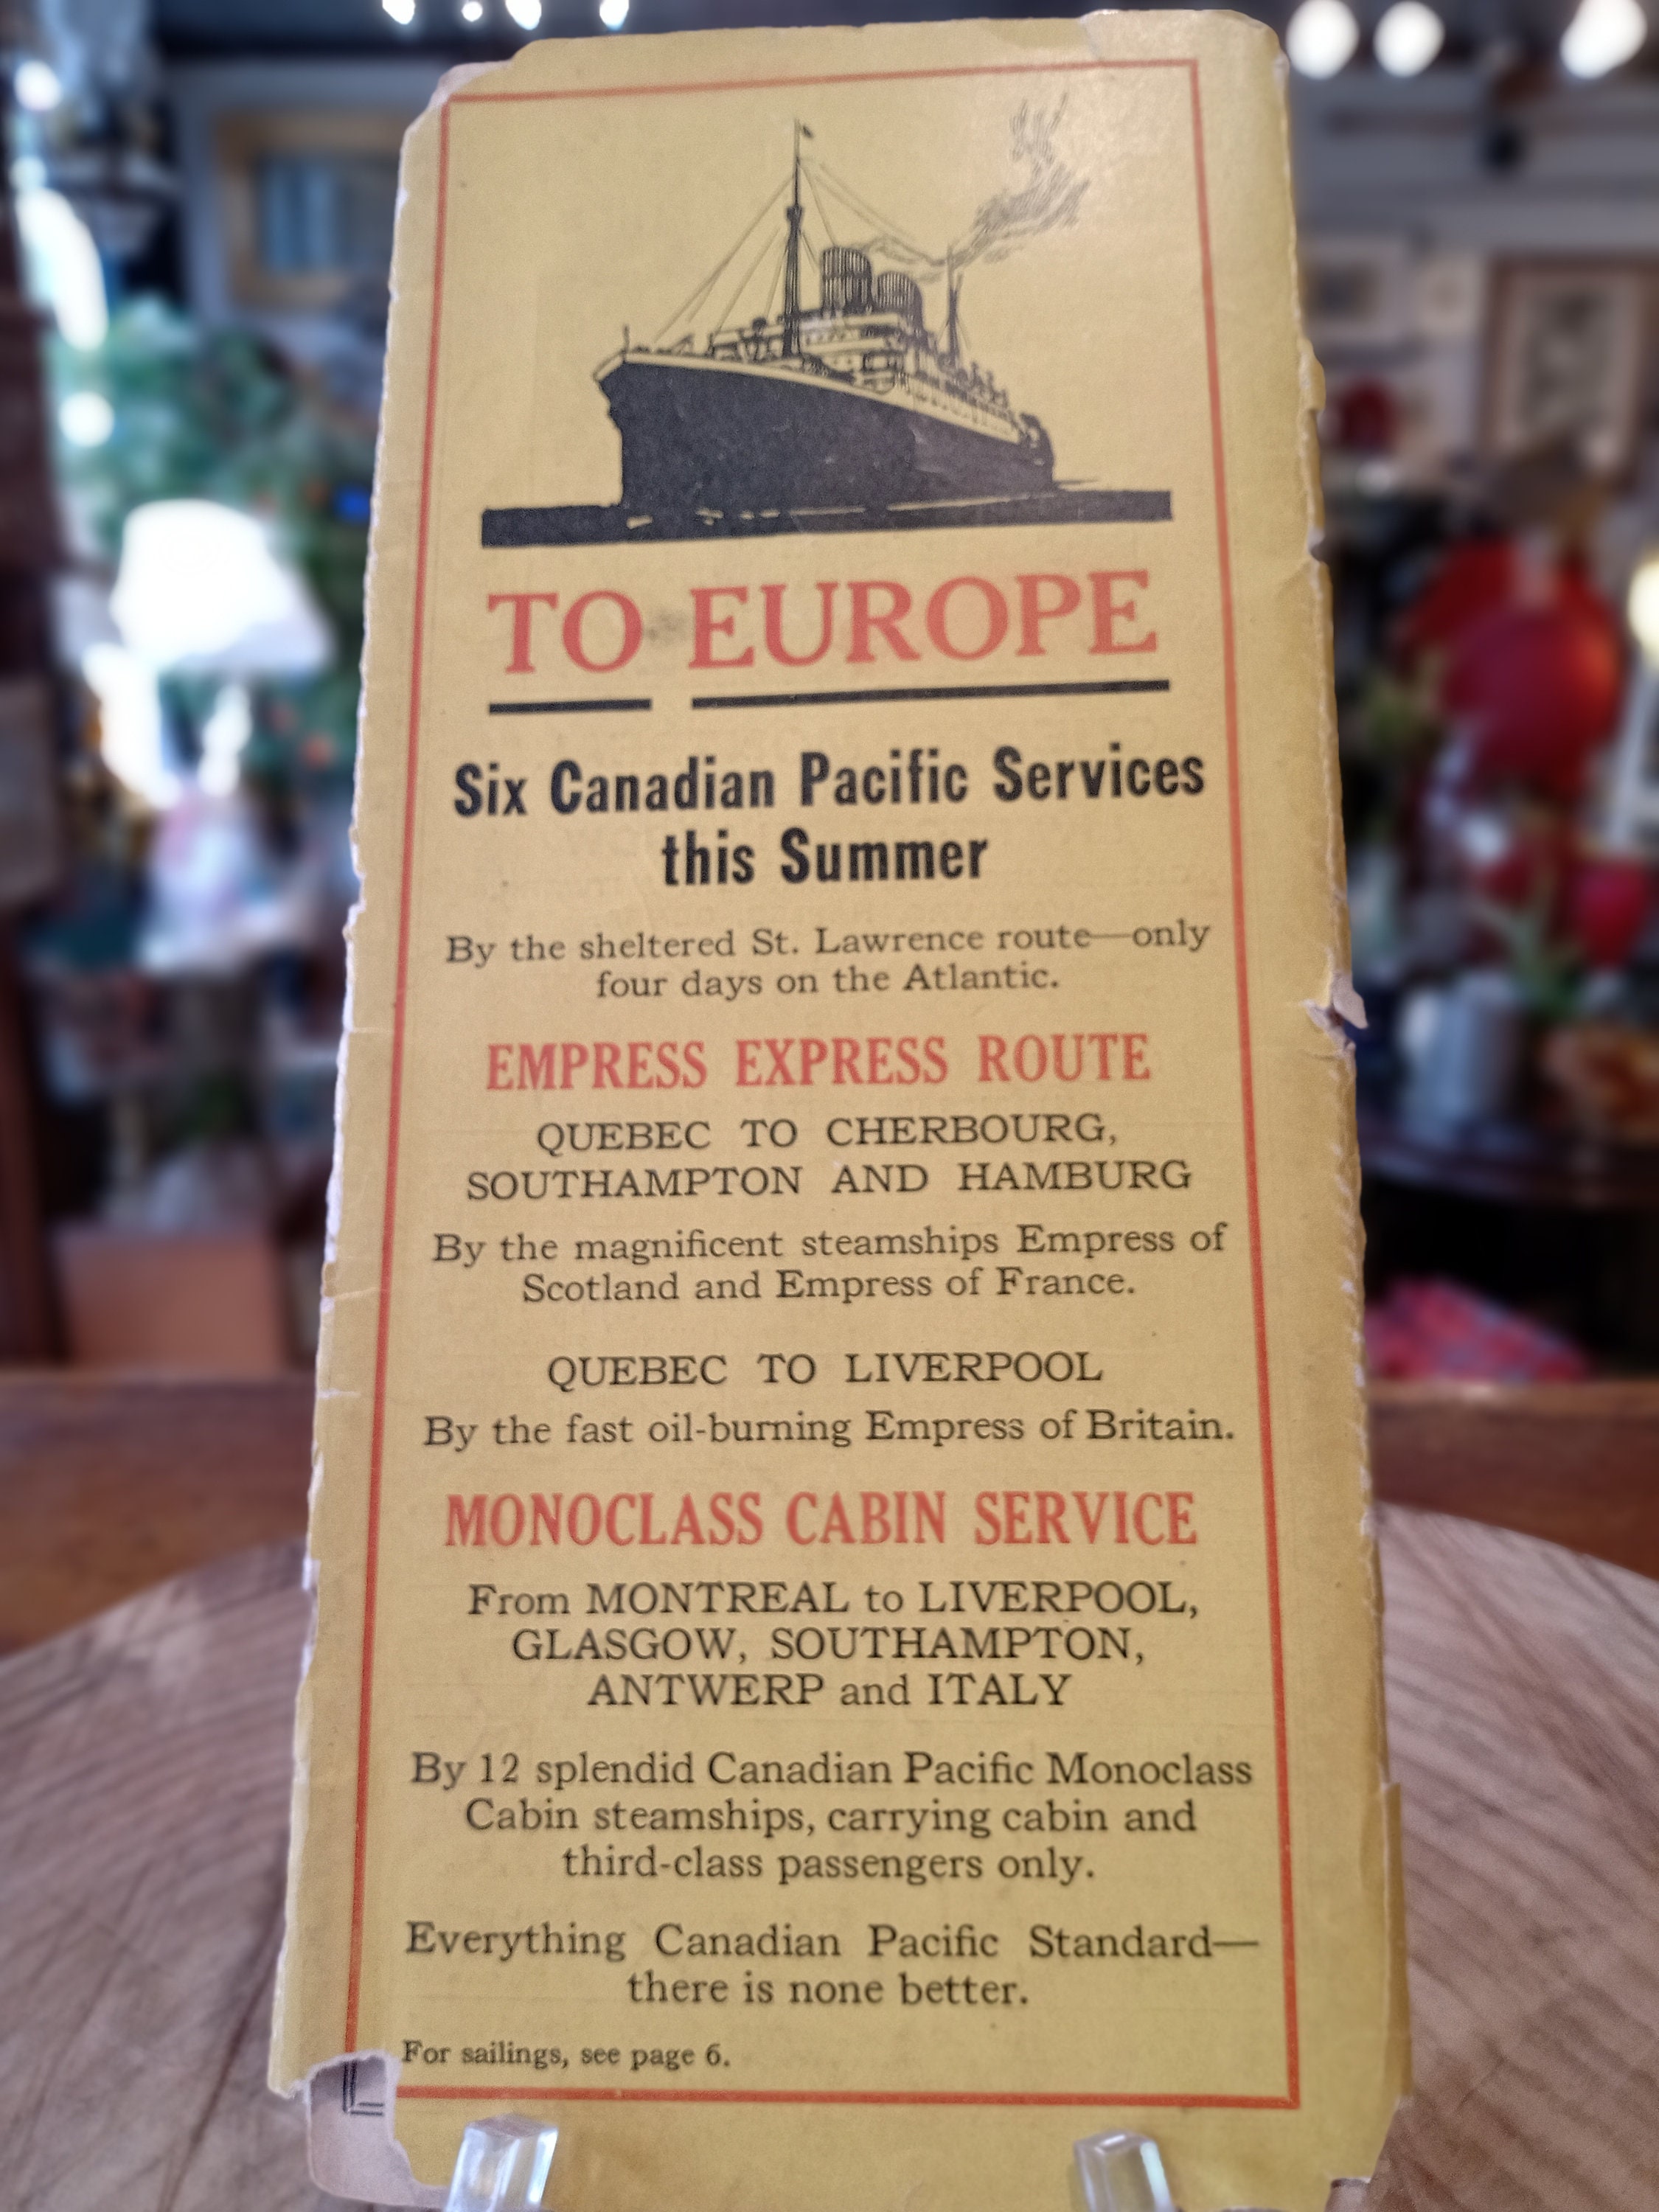 TO EUROPE
Six Canadian Pacific Services
this Summer
By the sheltered St. Lawrence route—only
four days on the Atlantic.
EMPRESS EXPRESS ROUTE
QUEBEC TO CHERBOURG,
SOUTHAMPTON AND HAMBURG
By the magnificent steamships Empress of
Scotland and Empress of France.
QUEBEC TO LIVERPOOL
By the fast oil-burning Empress of Britain.
MONOCLASS CABIN SERVICE
From MONTREAL to LIVERPOOL,
GLASGOW, SOUTHAMPTON,
ANTWERP and ITALY
By 12 splendid Canadian Pacific Monoclass
Cabin steamships, carrying cabin and
third-class passengers only.
Everything Canadian Pacific Standard—
there is none better.
For sailings, see page 6.